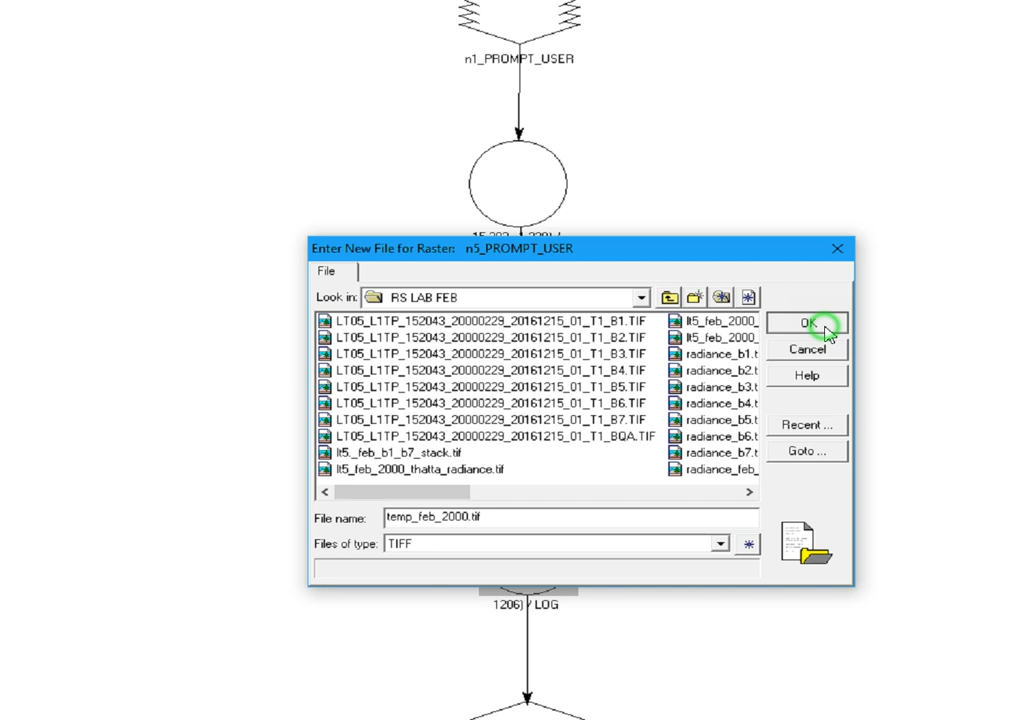 n1_PROMPT_USER
Enter New File for Raster: n5_PROMPT_USER
File
Look in: RS LAB FEB
LT05_L1TP_152043_20000229_20161215_01_T1_B1.TIF
LT05_L1TP_152043_20000229_20161215_01_T1_B2.TIF
LT05_L1TP_152043_20000229_20161215_01_T1_B3.TIF
LT05_L1TP_152043_20000229_20161215_01_T1_B4.TIF
LT05_L1TP_152043_20000229_20161215_01_T1_B5.TIF
LT05_L1TP_152043_20000229_20161215_01_T1_B6.TIF
LT05_L1TP_152043_20000229_20161215_01_T1_B7.TIF
LT05_L1TP_152043_20000229_20161215_01_T1_BQA.TIF
lt5_feb_b1_b7_stack.tif
lt5_feb_2000_thatta_radiance.tif
lt5_feb_2000_
lt5_feb_2000_
radiance_b1.t
radiance_b2.t
radiance_b3.t
radiance_b4.t
radiance_b5.t
radiance_b6.t
radiance_b7.t
radiance_feb_
OK
Cancel
Help
Recent ...
Goto ...
File name: temp_feb_2000.tif
Files of type: TIFF
1206) / LOG